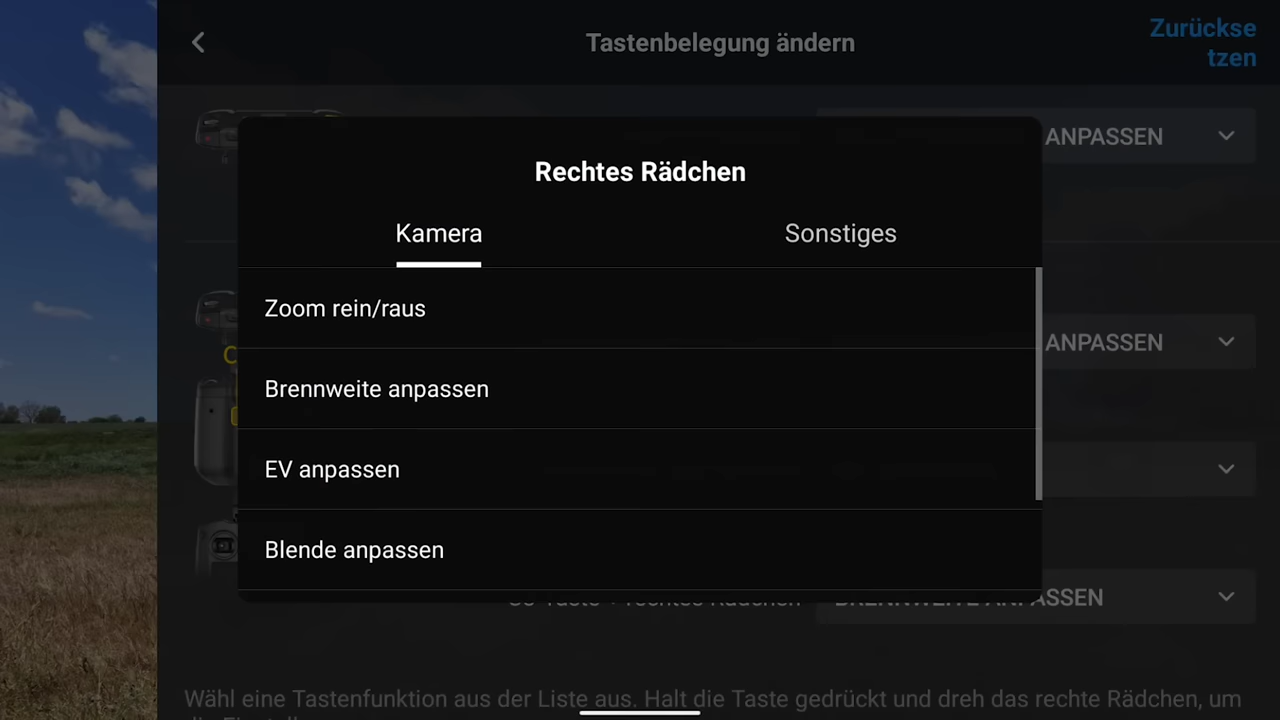 Tastenbelegung ändern
Zurückse
tzen
ANPASSEN
Rechtes Rädchen
Kamera
Sonstiges
Zoom rein/raus
Brennweite anpassen
ANPASSEN
EV anpassen
Blende anpassen
BRENNWEITE ANPASSEN
Wähl eine Tastenfunktion aus der Liste aus. Halt die Taste gedrückt und dreh das rechte Rädchen, um